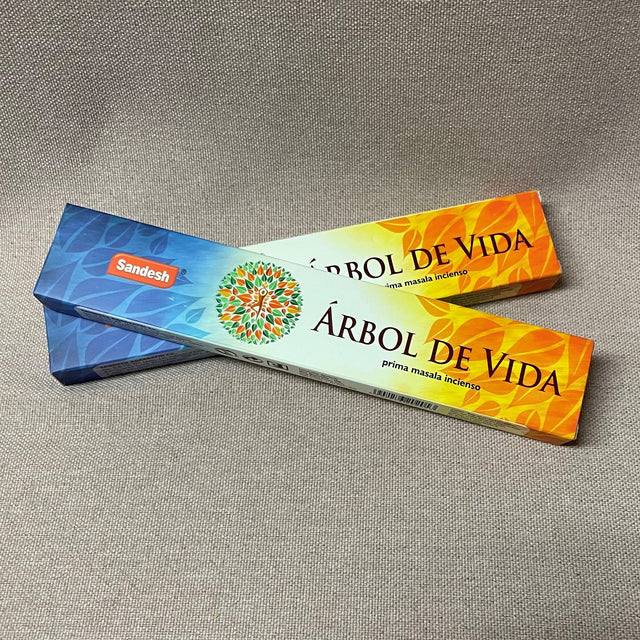 Sandesh®
ÁRBOL DE VIDA
prima masala incienso
ÁRBOL DE VIDA
prima masala incienso